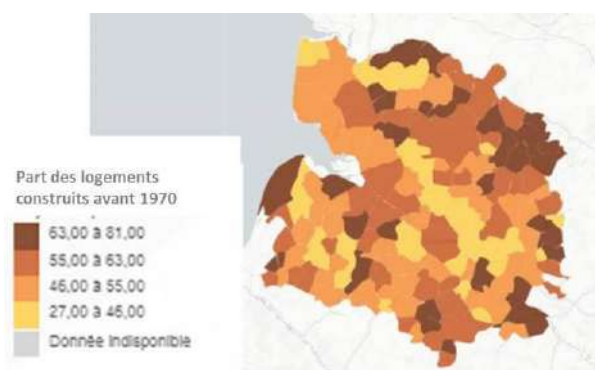 Part des logements
construits avant 1970
63,00 à 81,00
55,00 à 63,00
46,00 à 55,00
27,00 à 46,00
Donnée indisponible